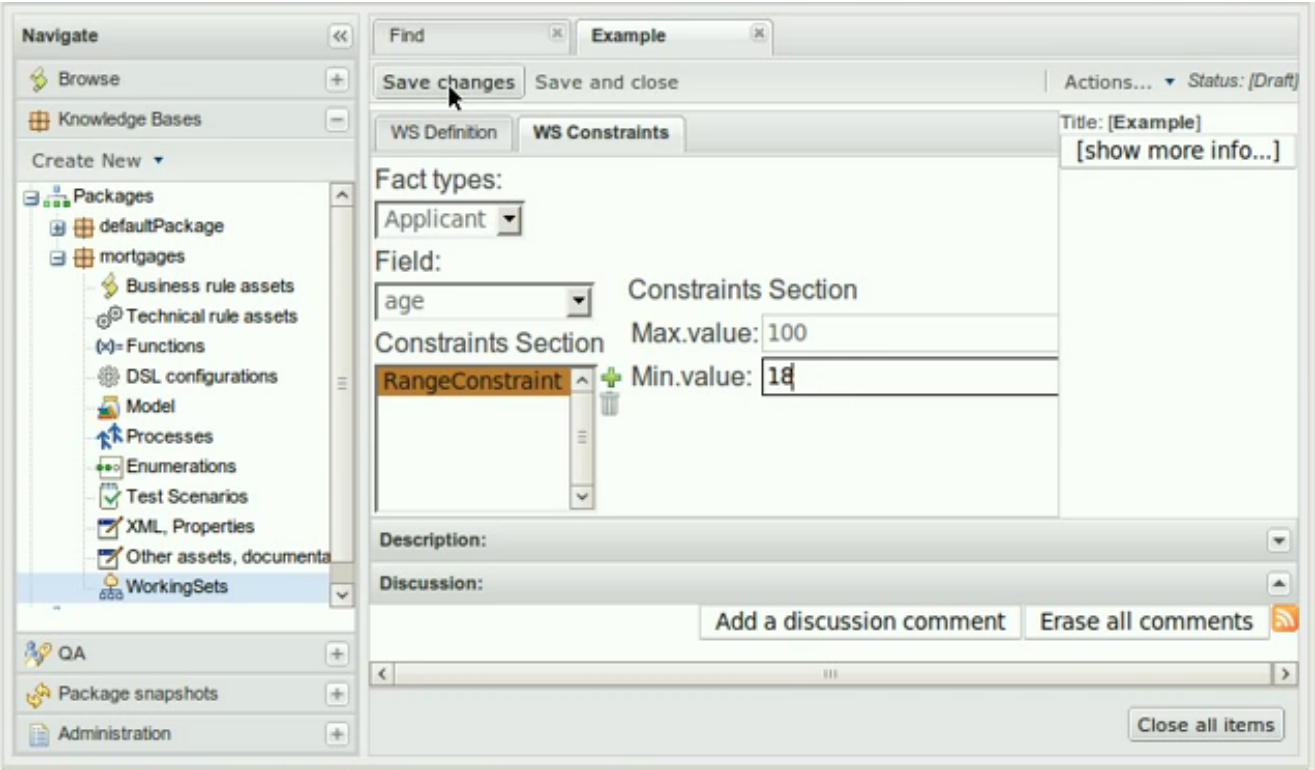 Navigate
Browse
Knowledge Bases
Create New
Packages
defaultPackage
mortgages
Business rule assets
Technical rule assets
(x)= Functions
DSL configurations
Model
Processes
Enumerations
Test Scenarios
XML, Properties
Other assets, documenta
WorkingSets
QA
Package snapshots
Administration
Find
Example
Save changes
Save and close
Actions...
Status: [Draft]
WS Definition
WS Constraints
Title: [Example]
[show more info...]
Fact types:
Applicant
Field:
age
Constraints Section
RangeConstraint
Constraints Section
Max.value: 100
Min.value: 18
Description:
Discussion:
Add a discussion comment
Erase all comments
Close all items